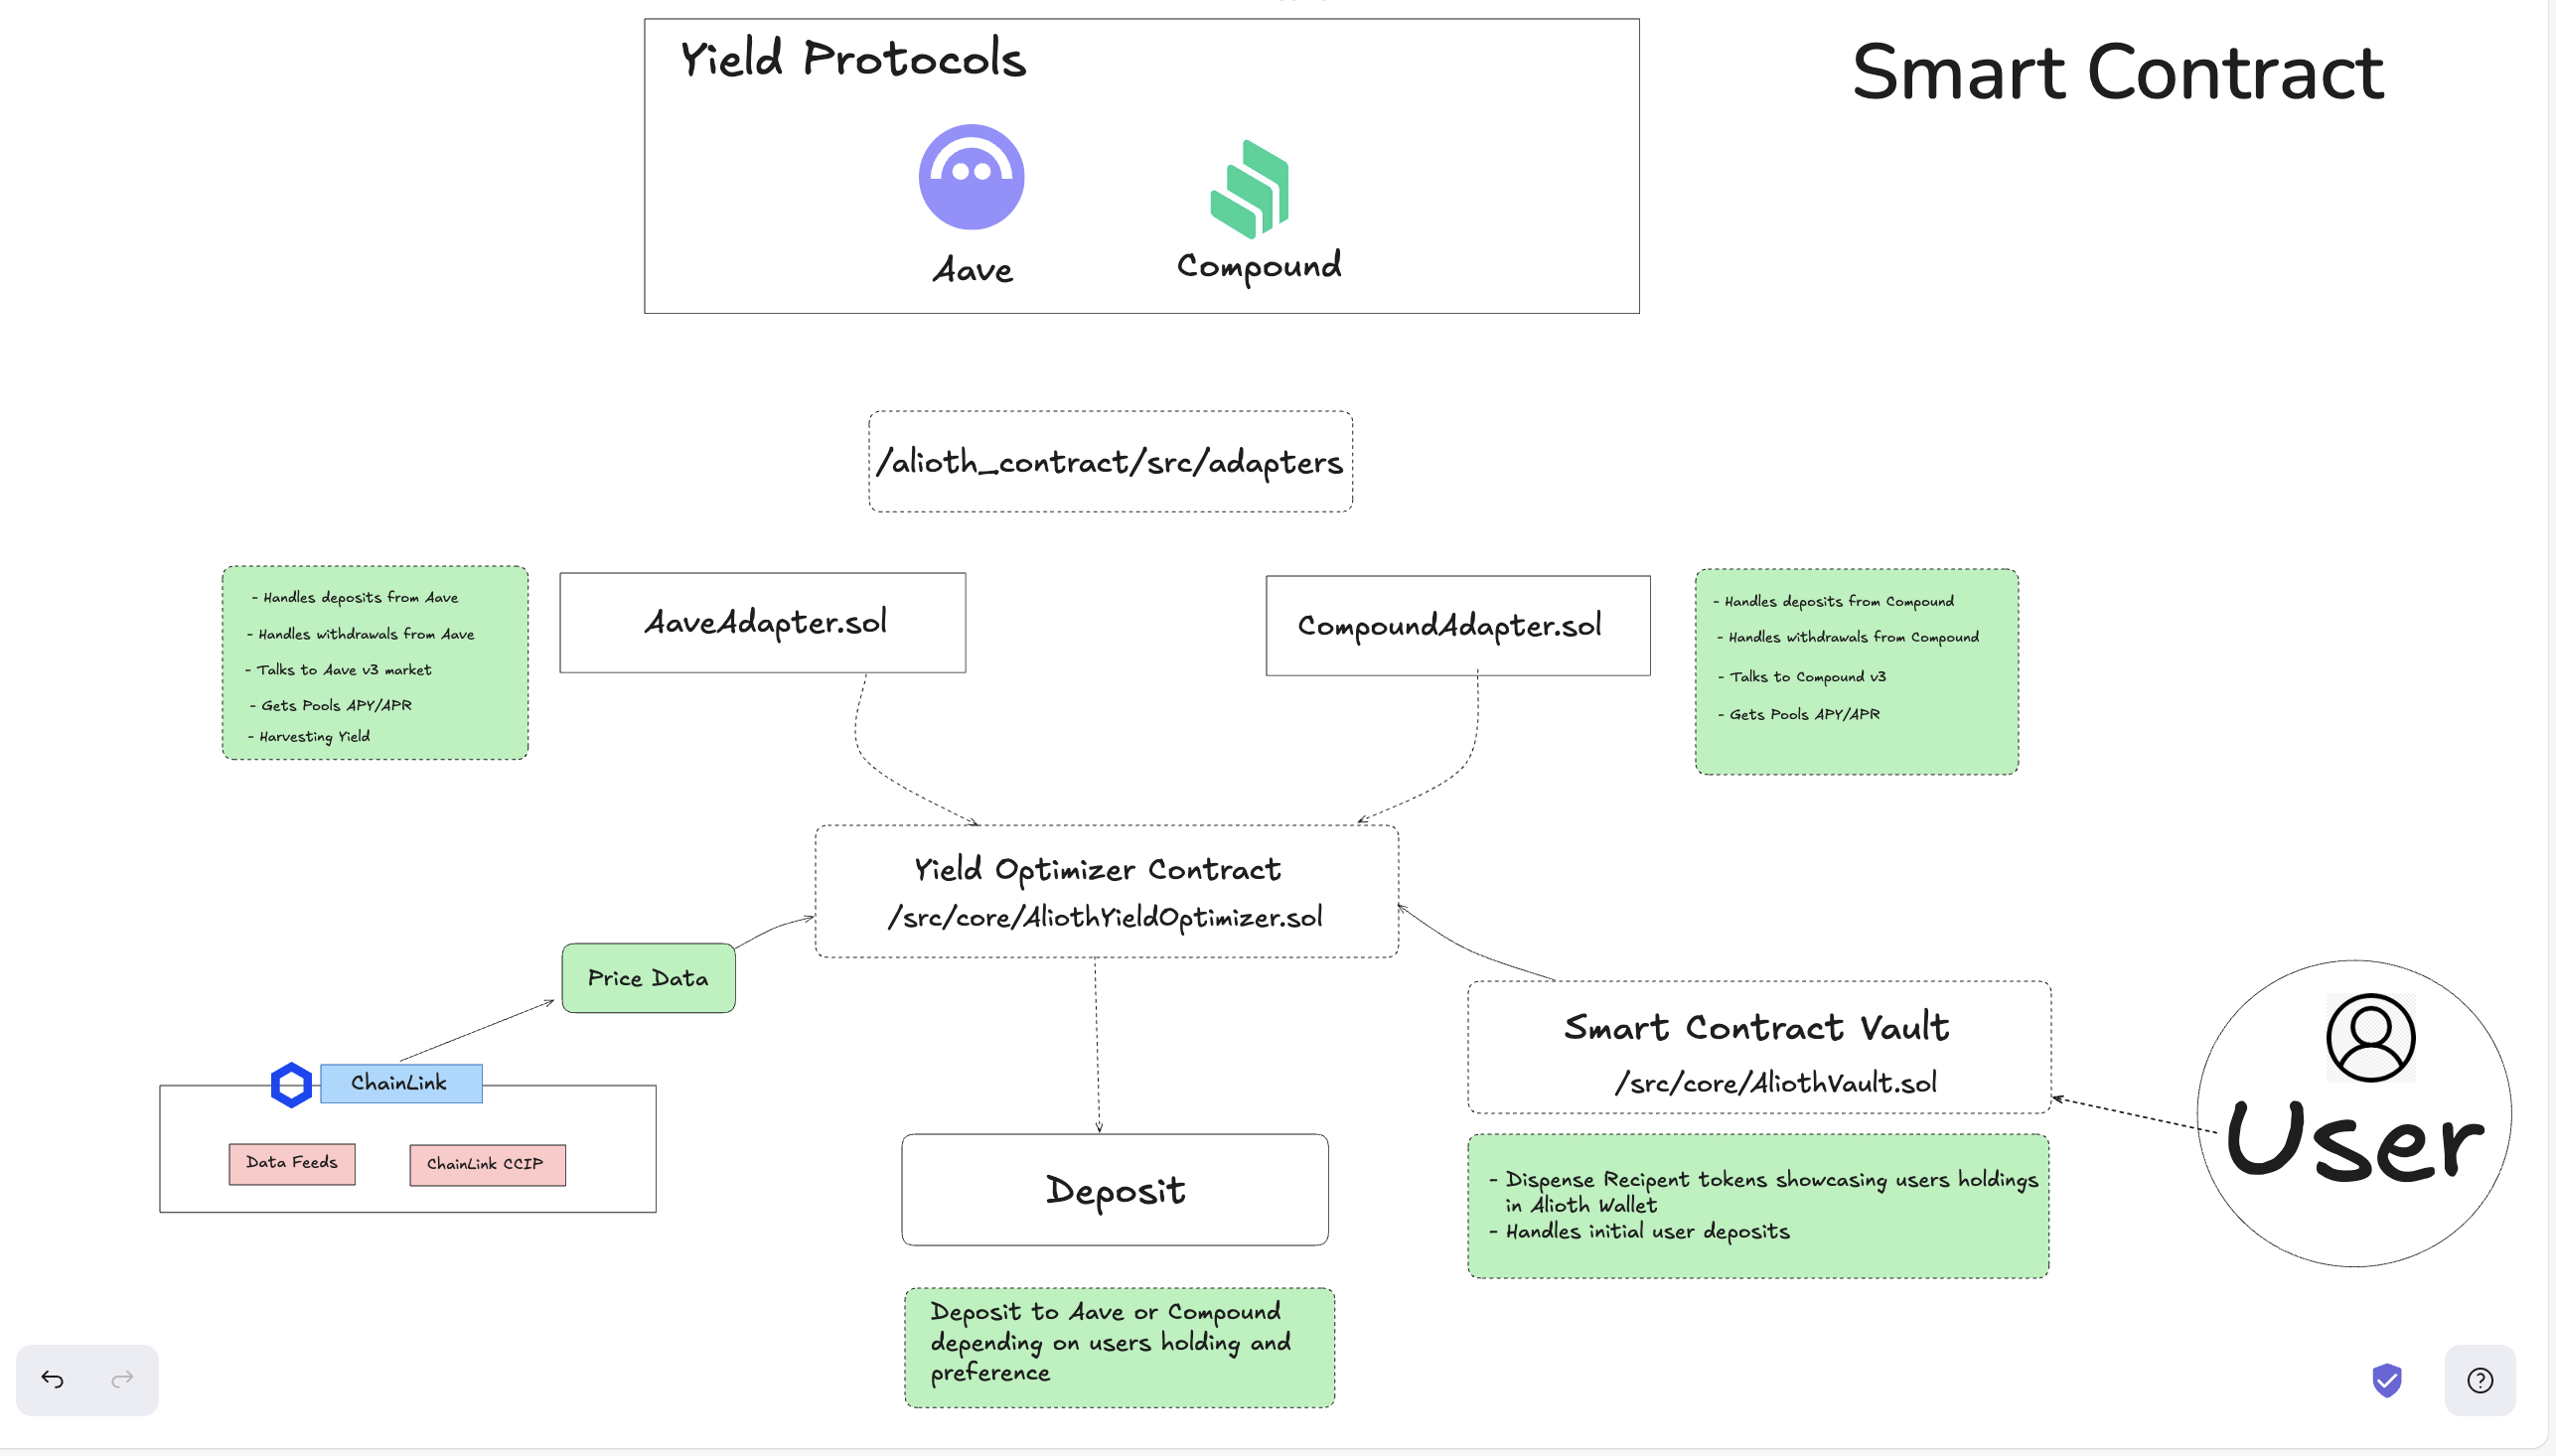 Yield Protocols
Smart Contract
Aave
Compound
/alioth_contract/src/adapters
- Handles deposits from Aave
- Handles withdrawals from Aave
- Talks to Aave v3 market
- Gets Pools APY/APR
- Harvesting Yield
AaveAdapter.sol
CompoundAdapter.sol
- Handles deposits from Compound
- Handles withdrawals from Compound
- Talks to Compound v3
- Gets Pools APY/APR
Yield Optimizer Contract
/src/core/AliothYieldOptimizer.sol
Price Data
ChainLink
Data Feeds
ChainLink CCIP
Smart Contract Vault
/src/core/AliothVault.sol
User
- Dispense Recipent tokens showcasing users holdings
in Alioth Wallet
- Handles initial user deposits
Deposit
Deposit to Aave or Compound
depending on users holding and
preference